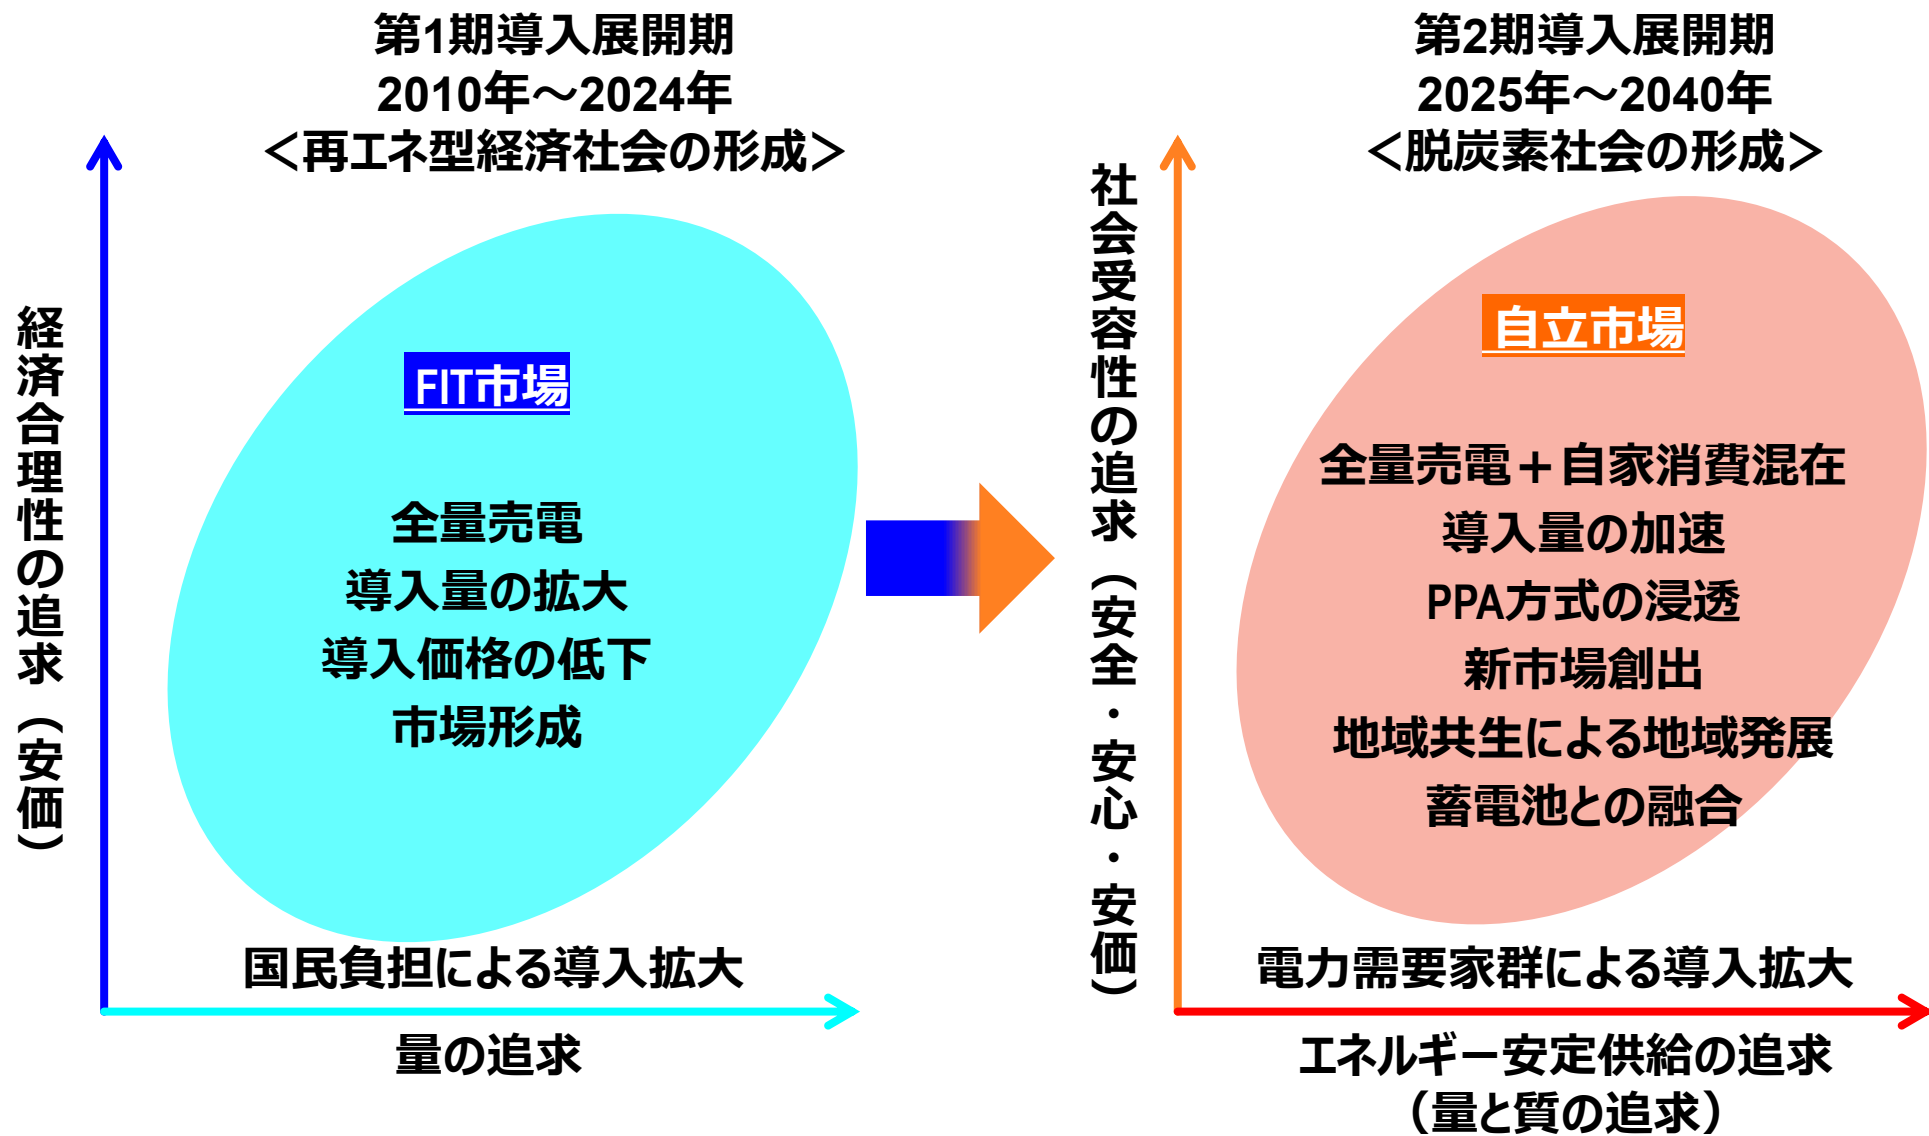 第1期導入展開期
2010年～2024年
＜再エネ型経済社会の形成＞
経済合理性の追求（安価）
FIT市場
全量売電
導入量の拡大
導入価格の低下
市場形成
国民負担による導入拡大
量の追求
第2期導入展開期
2025年～2040年
＜脱炭素社会の形成＞
社会受容性の追求（安全・安心・安価）
自立市場
全量売電＋自家消費混在
導入量の加速
PPA方式の浸透
新市場創出
地域共生による地域発展
蓄電池との融合
電力需要家群による導入拡大
エネルギー安定供給の追求
（量と質の追求）